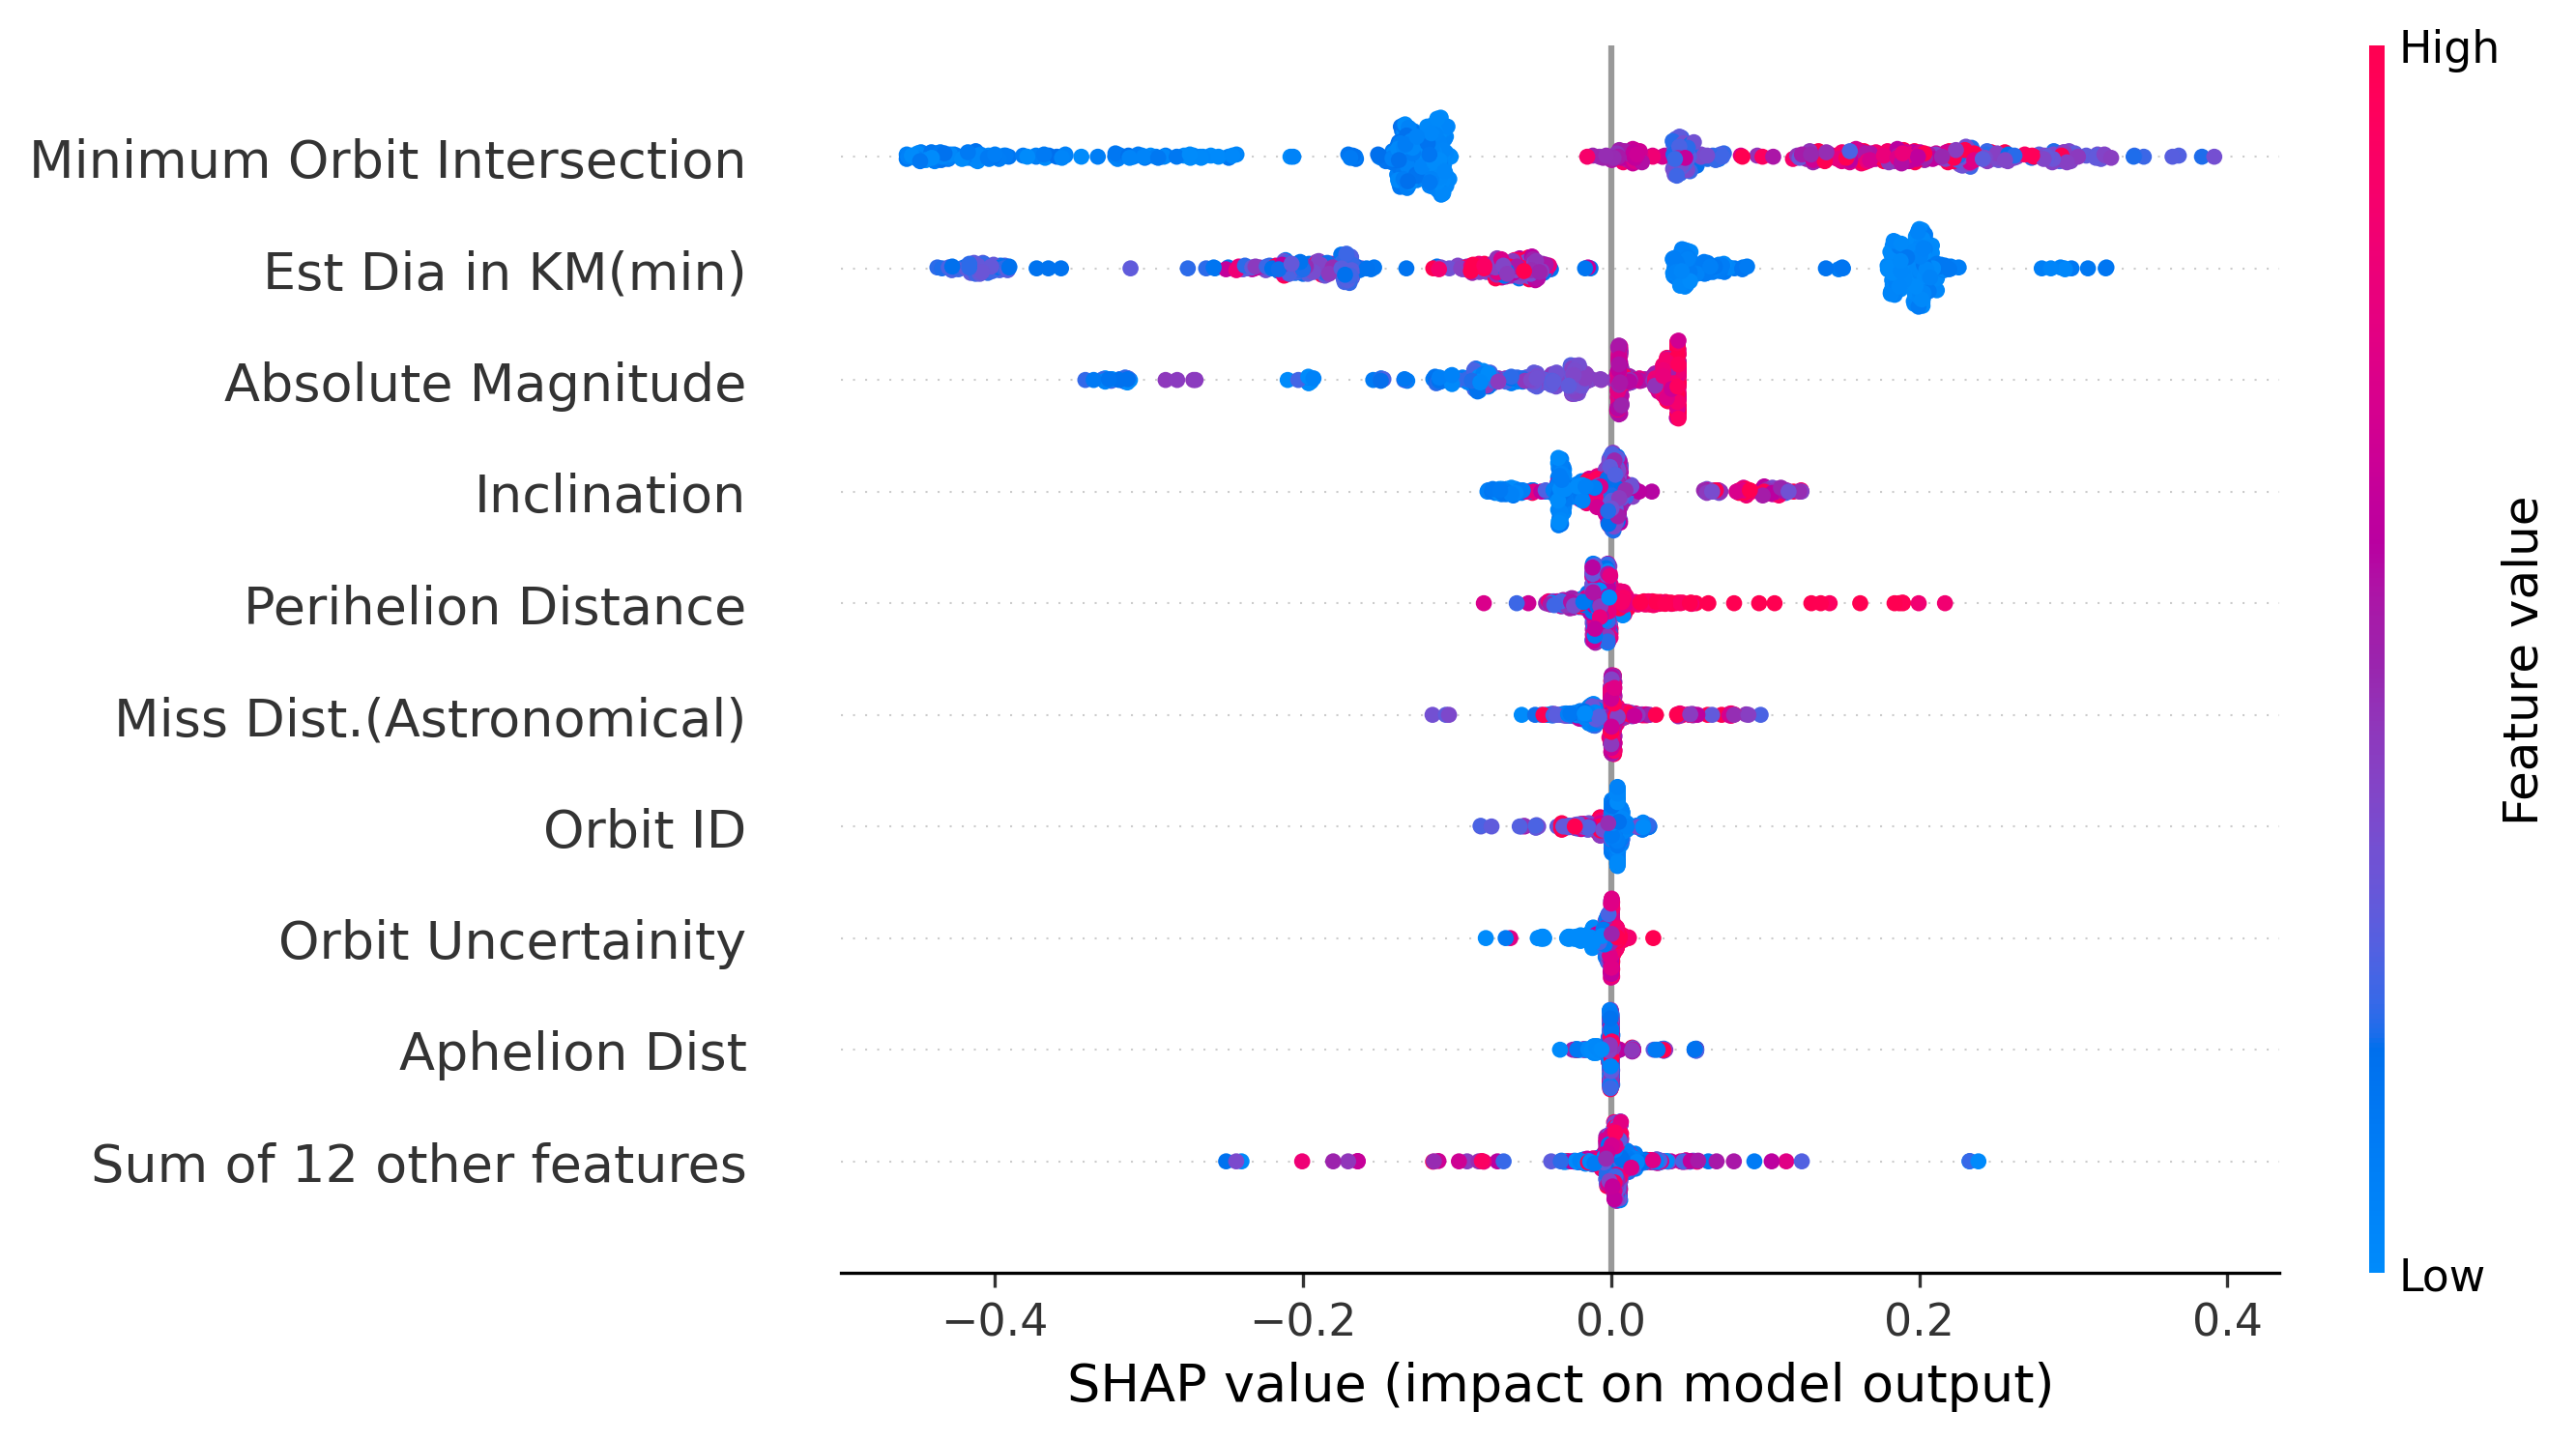 High
Minimum Orbit Intersection
Est Dia in KM(min)
Absolute Magnitude
Inclination
Perihelion Distance
Miss Dist.(Astronomical)
Orbit ID
Orbit Uncertainity
Aphelion Dist
Sum of 12 other features
Feature value
Low
−0.4 −0.2 0.0 0.2 0.4
SHAP value (impact on model output)